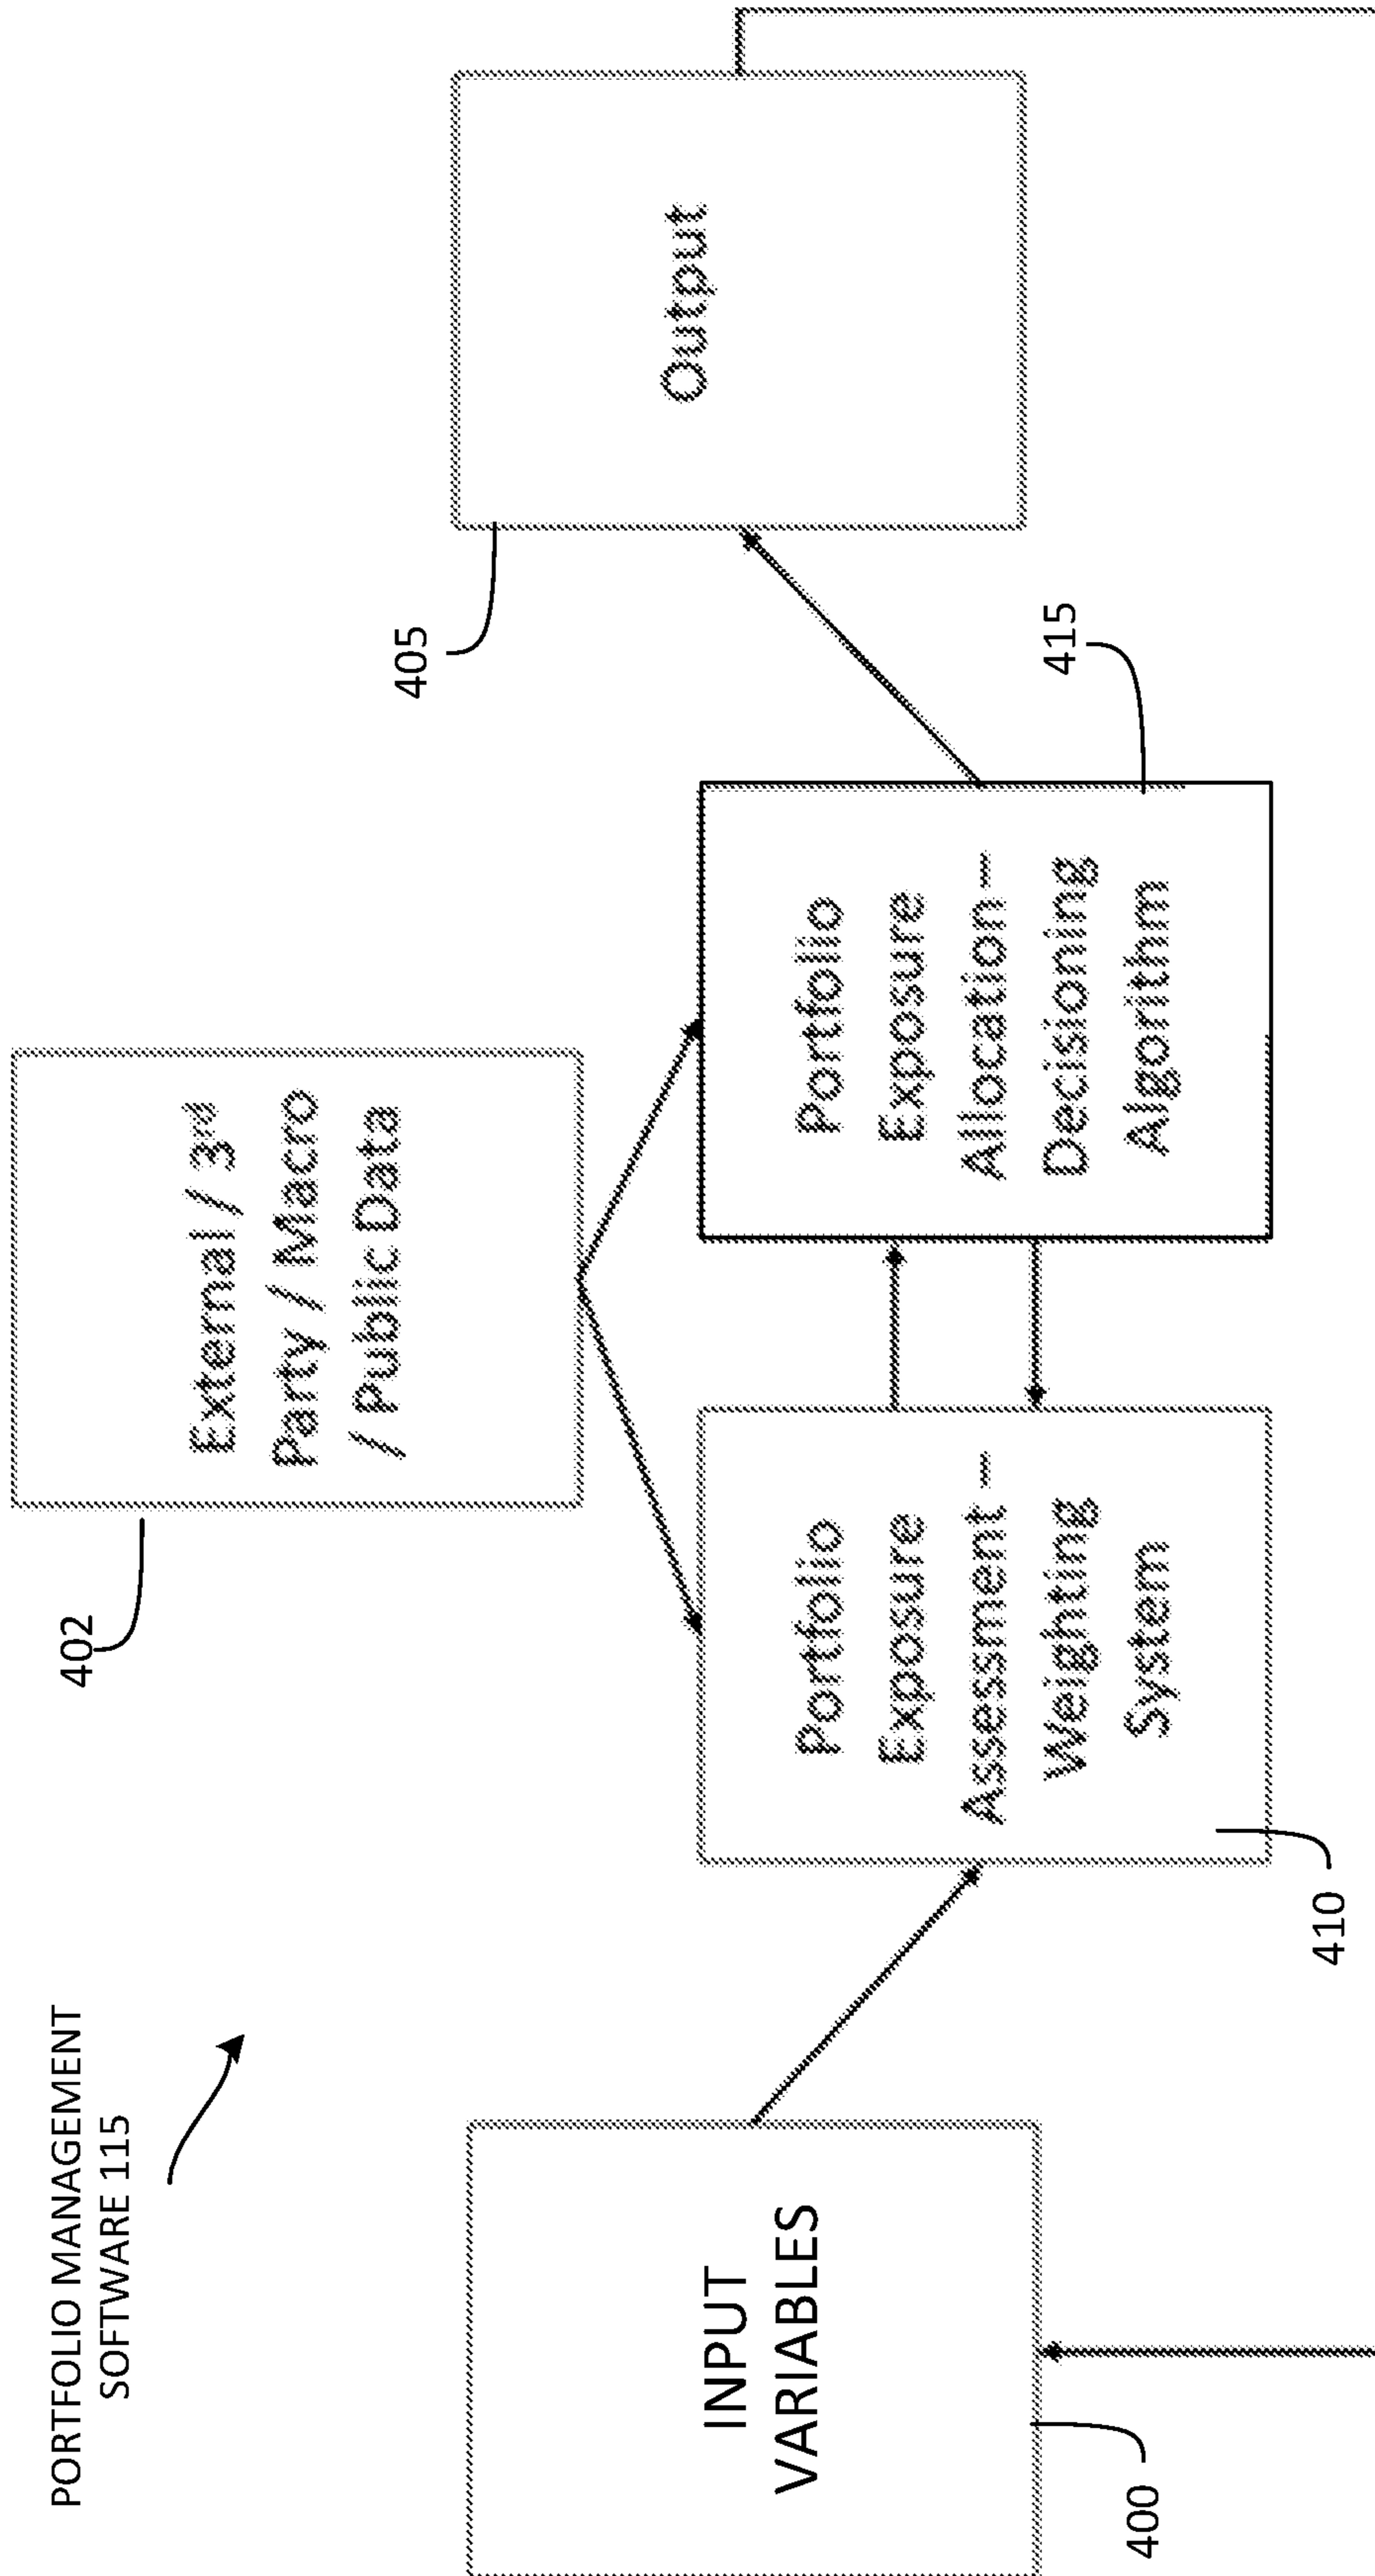 PORTFOLIO MANAGEMENT
SOFTWARE 115
402
External / 3rd
Party / Macro
/ Public Data
405
Output
INPUT
VARIABLES
400
Portfolio
Exposure
Assessment –
Weighting
System
410
Portfolio
Exposure
Allocation –
Decisioning
Algorithm
415